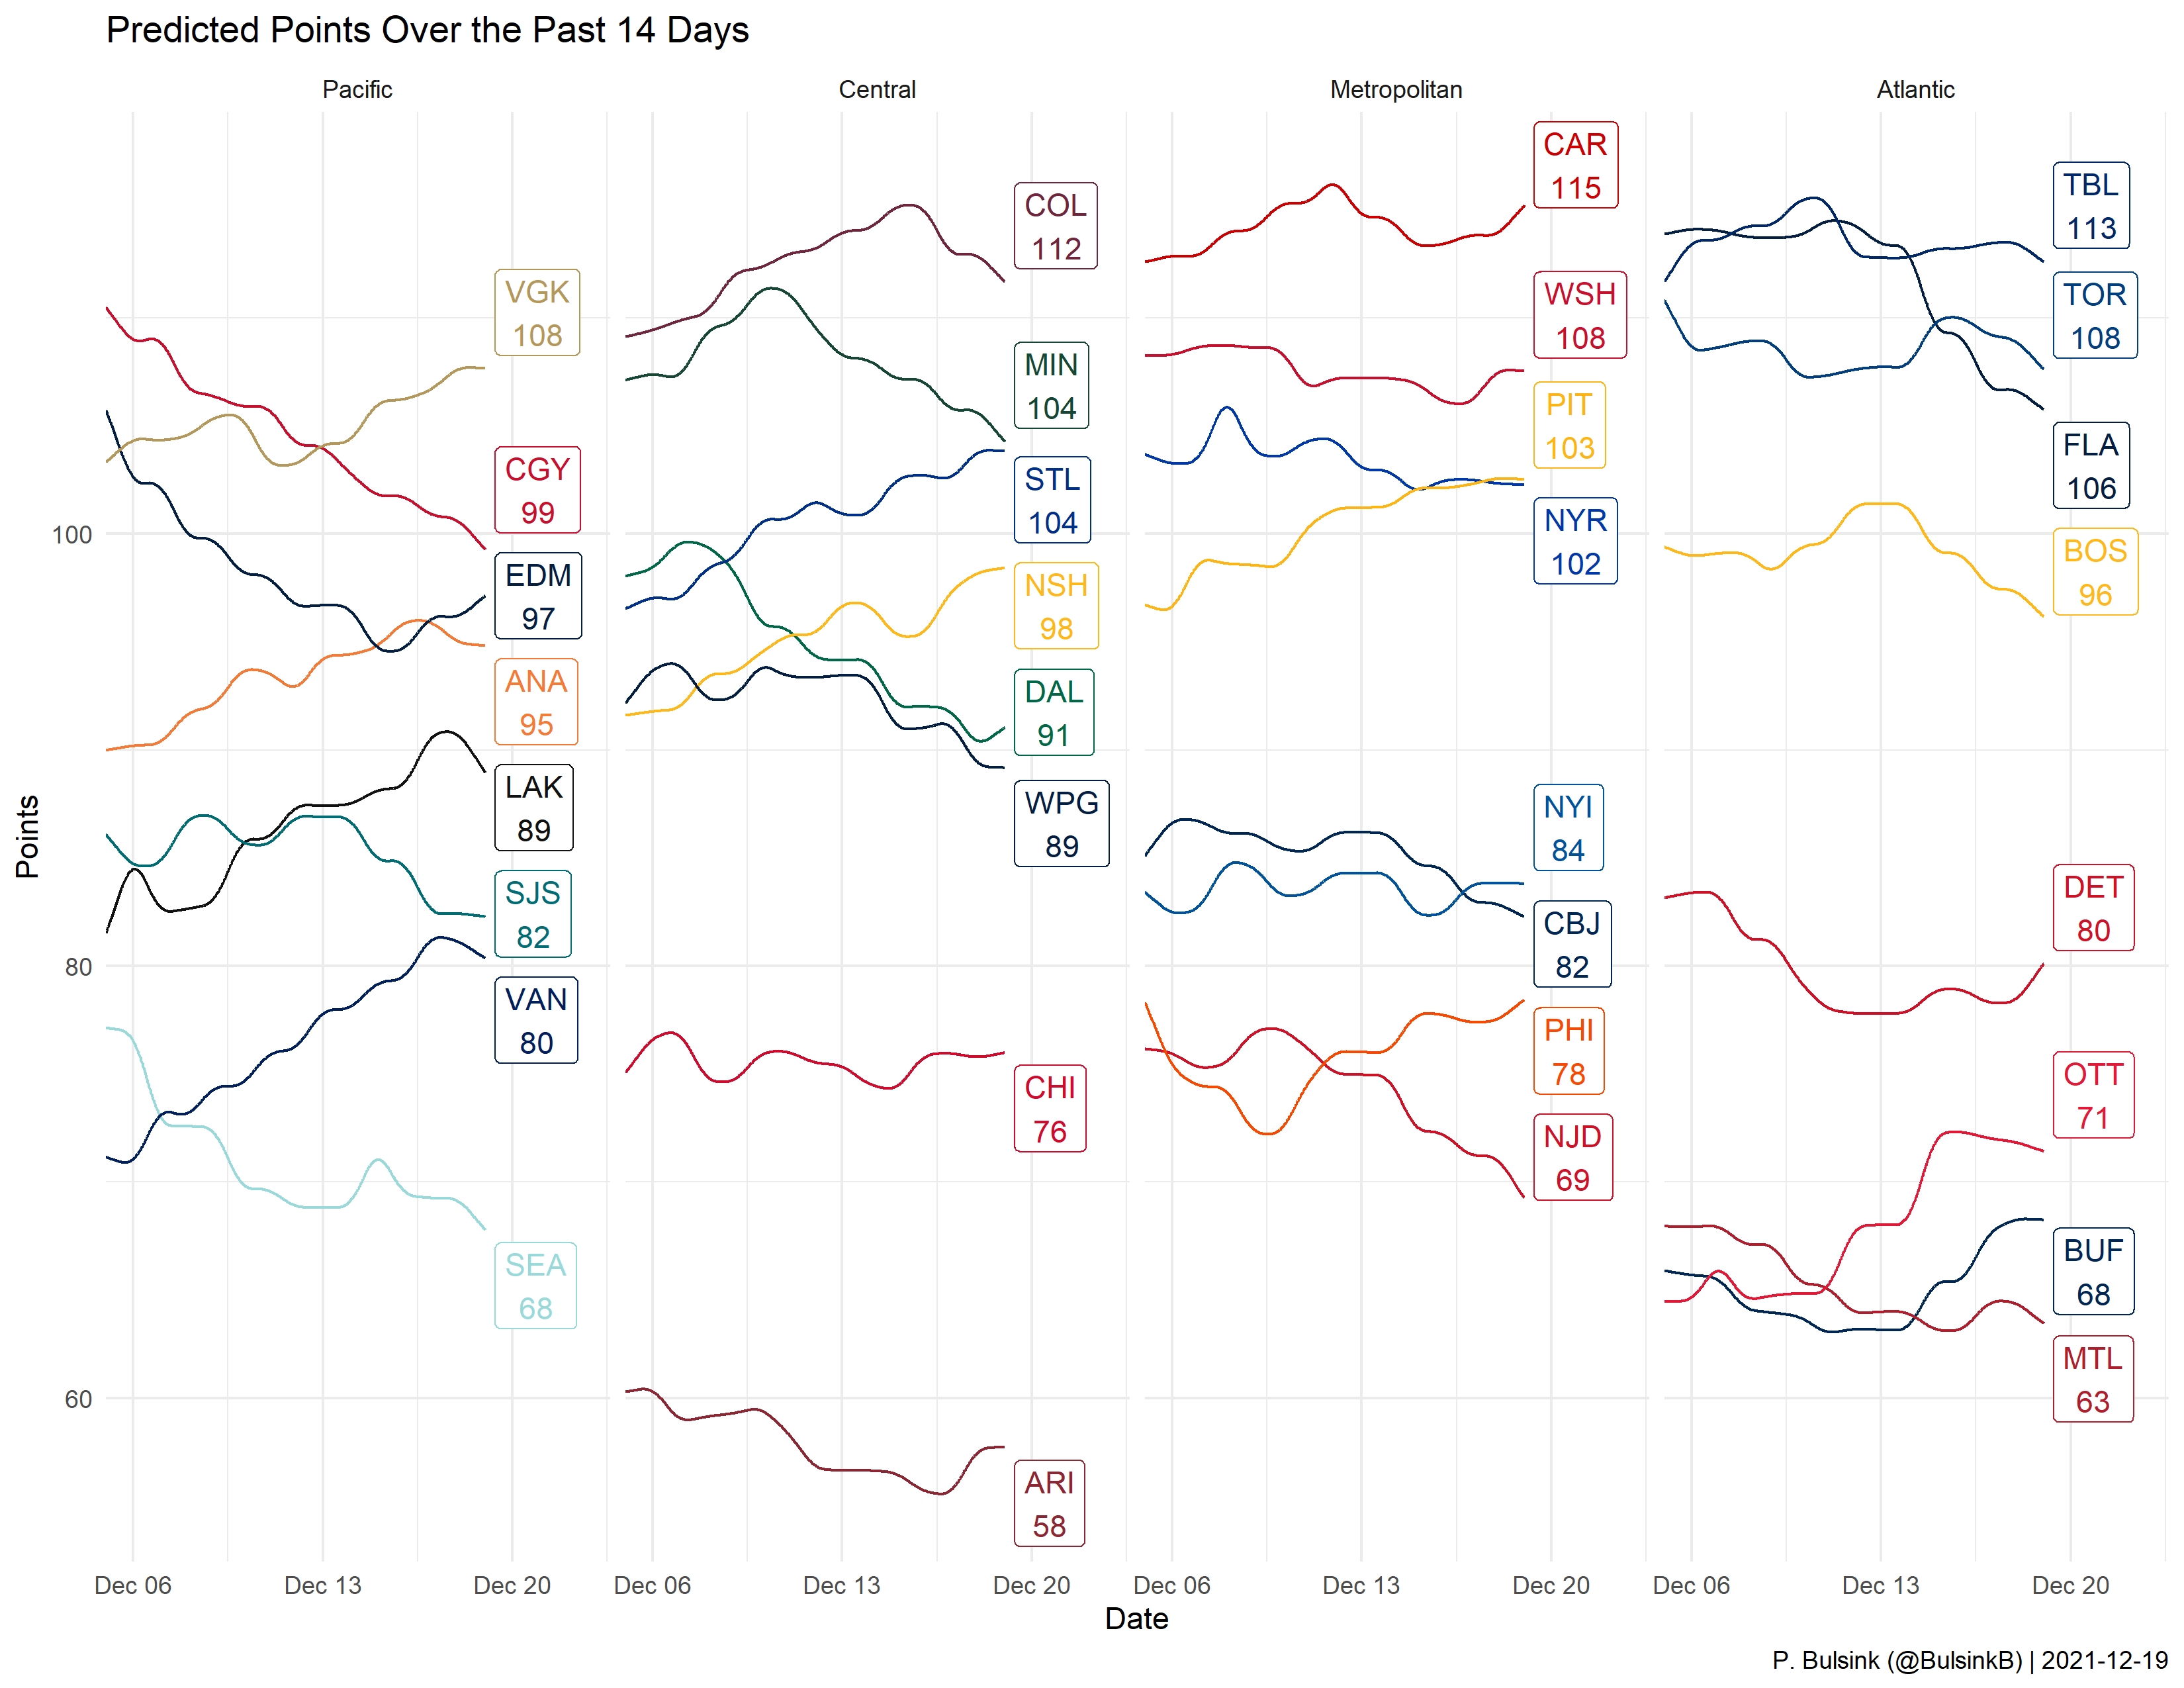 Predicted Points Over the Past 14 Days
Pacific
Central
Metropolitan
Atlantic
Points
100
80
60
VGK
108
CGY
99
EDM
97
ANA
95
LAK
89
SJS
82
VAN
80
SEA
68
COL
112
MIN
104
STL
104
NSH
98
DAL
91
WPG
89
CHI
76
ARI
58
CAR
115
WSH
108
PIT
103
NYR
102
NYI
84
CBJ
82
PHI
78
NJD
69
TBL
113
TOR
108
FLA
106
BOS
96
DET
80
OTT
71
BUF
68
MTL
63
Dec 06
Dec 13
Dec 20
Dec 06
Dec 13
Dec 20
Dec 06
Dec 13
Dec 20
Dec 06
Dec 13
Dec 20
Date
P. Bulsink (@BulsinkB) | 2021-12-19